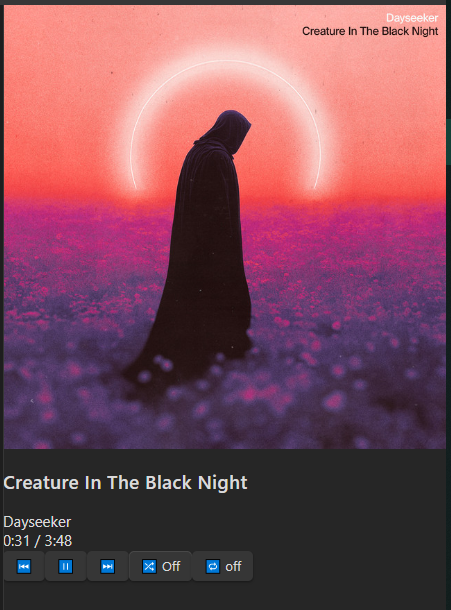 Dayseeker
Creature In The Black Night
Creature In The Black Night
Dayseeker
0:31 / 3:48
Off off